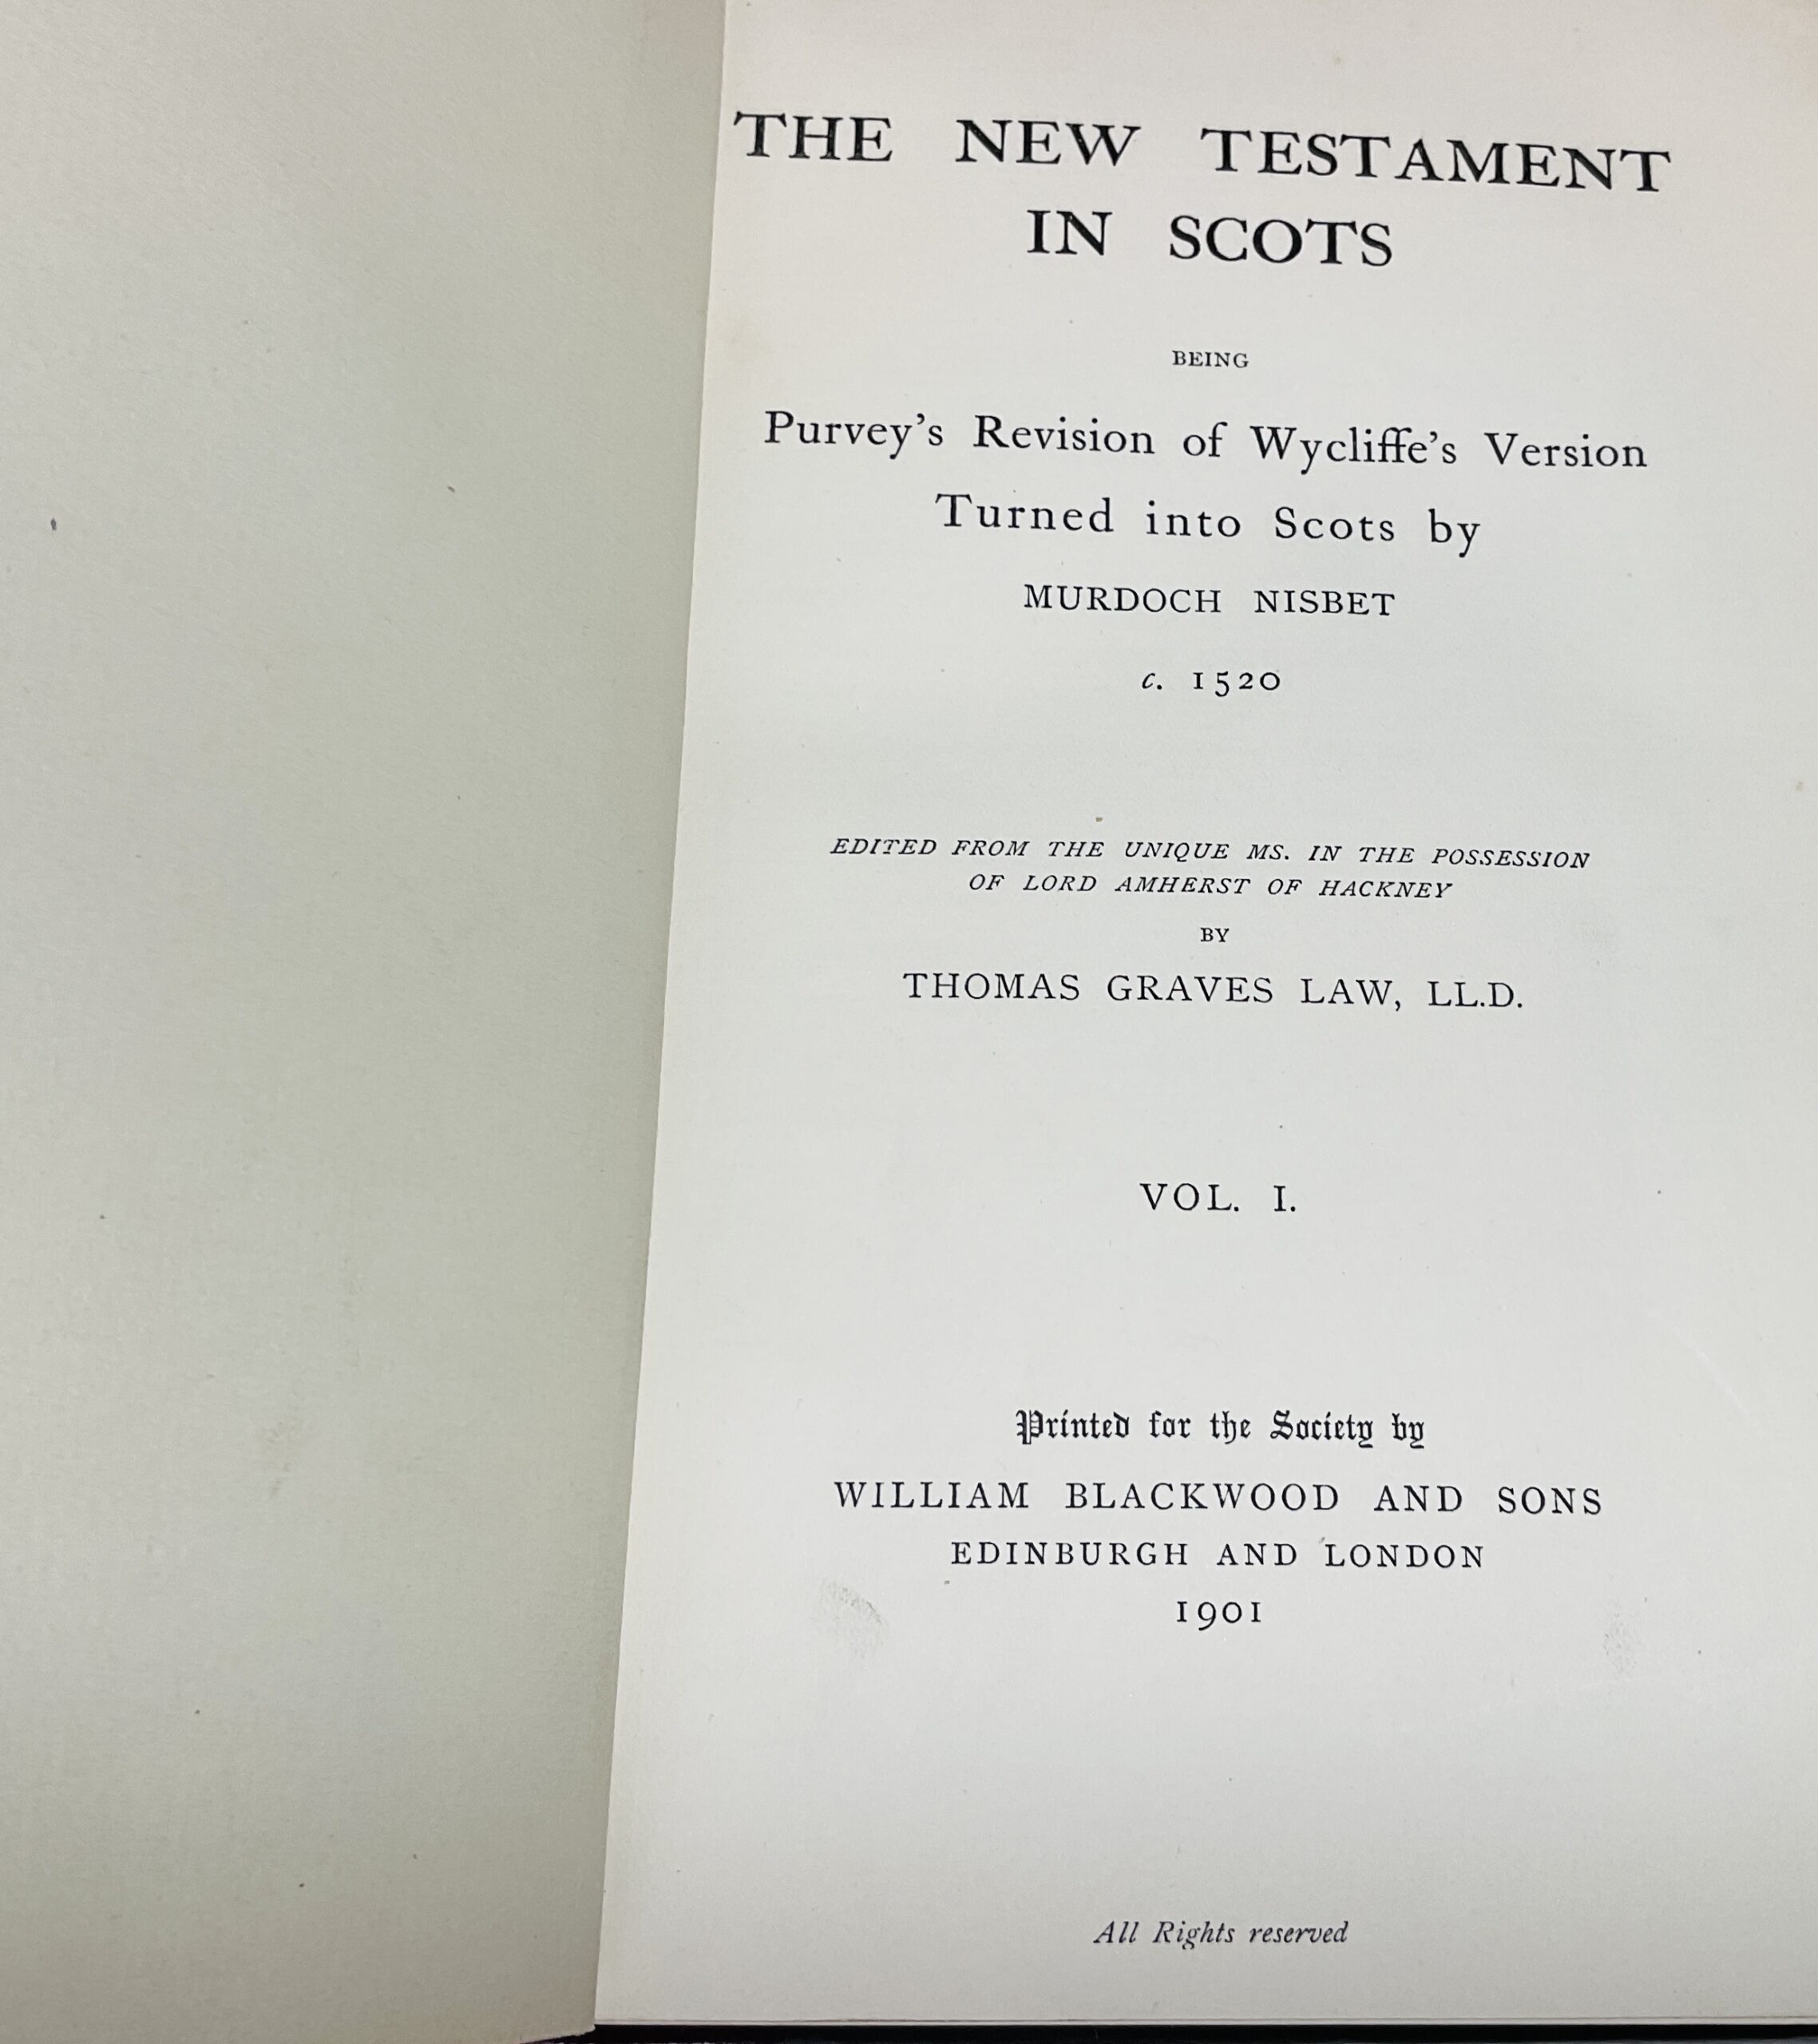 THE NEW TESTAMENT
IN SCOTS
BEING
Purvey's Revision of Wycliffe's Version
Turned into Scots by
MURDOCH NISBET
c. 1520
EDITED FROM THE UNIQUE MS. IN THE POSSESSION
OF LORD AMHERST OF HACKNEY
BY
THOMAS GRAVES LAW, LL.D.
VOL. I.
Printed for the Society by
WILLIAM BLACKWOOD AND SONS
EDINBURGH AND LONDON
1901
All Rights reserved